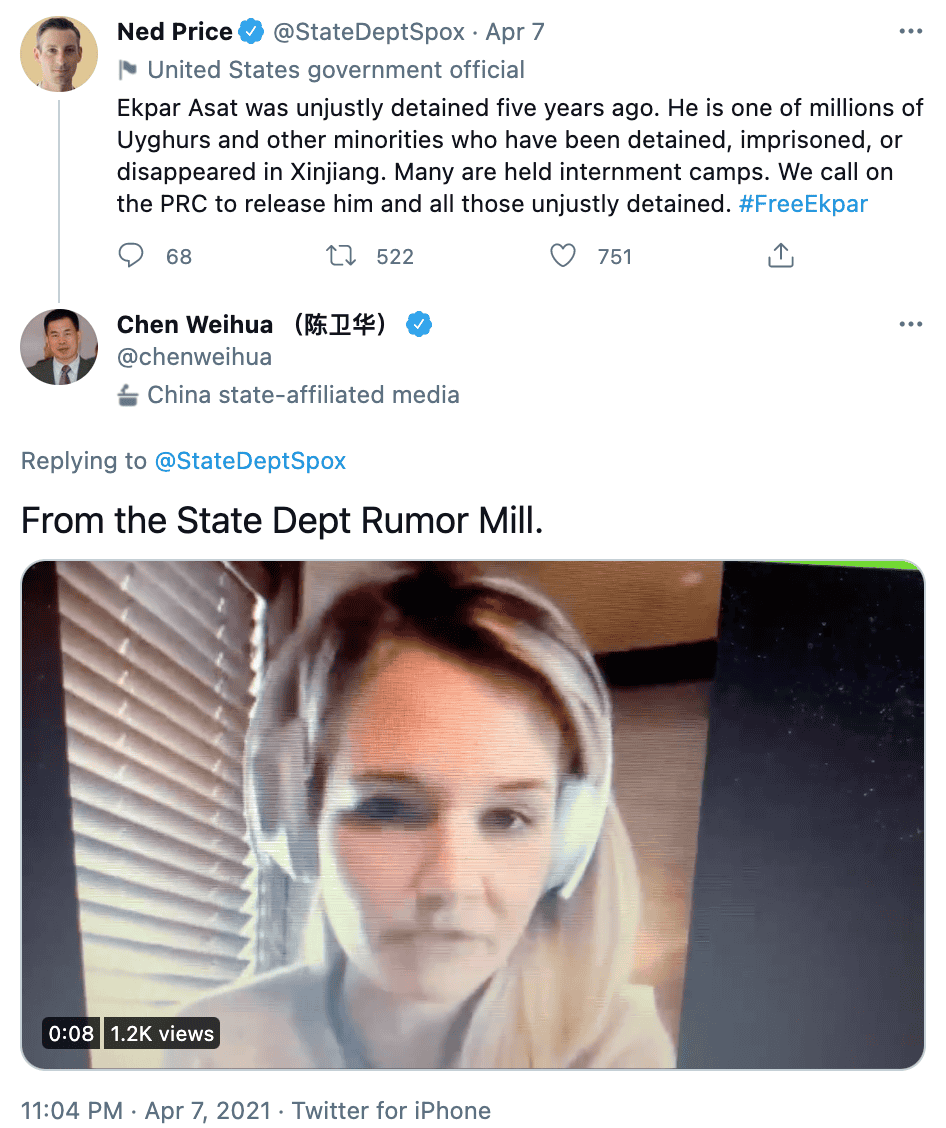 Ned Price @StateDeptSpox · Apr 7
United States government official
Ekpar Asat was unjustly detained five years ago. He is one of millions of
Uyghurs and other minorities who have been detained, imprisoned, or
disappeared in Xinjiang. Many are held internment camps. We call on
the PRC to release him and all those unjustly detained. #FreeEkpar
68 522 751
Chen Weihua （陈卫华）
@chenweihua
China state-affiliated media
Replying to @StateDeptSpox
From the State Dept Rumor Mill.
0:08 1.2K views
11:04 PM · Apr 7, 2021 · Twitter for iPhone